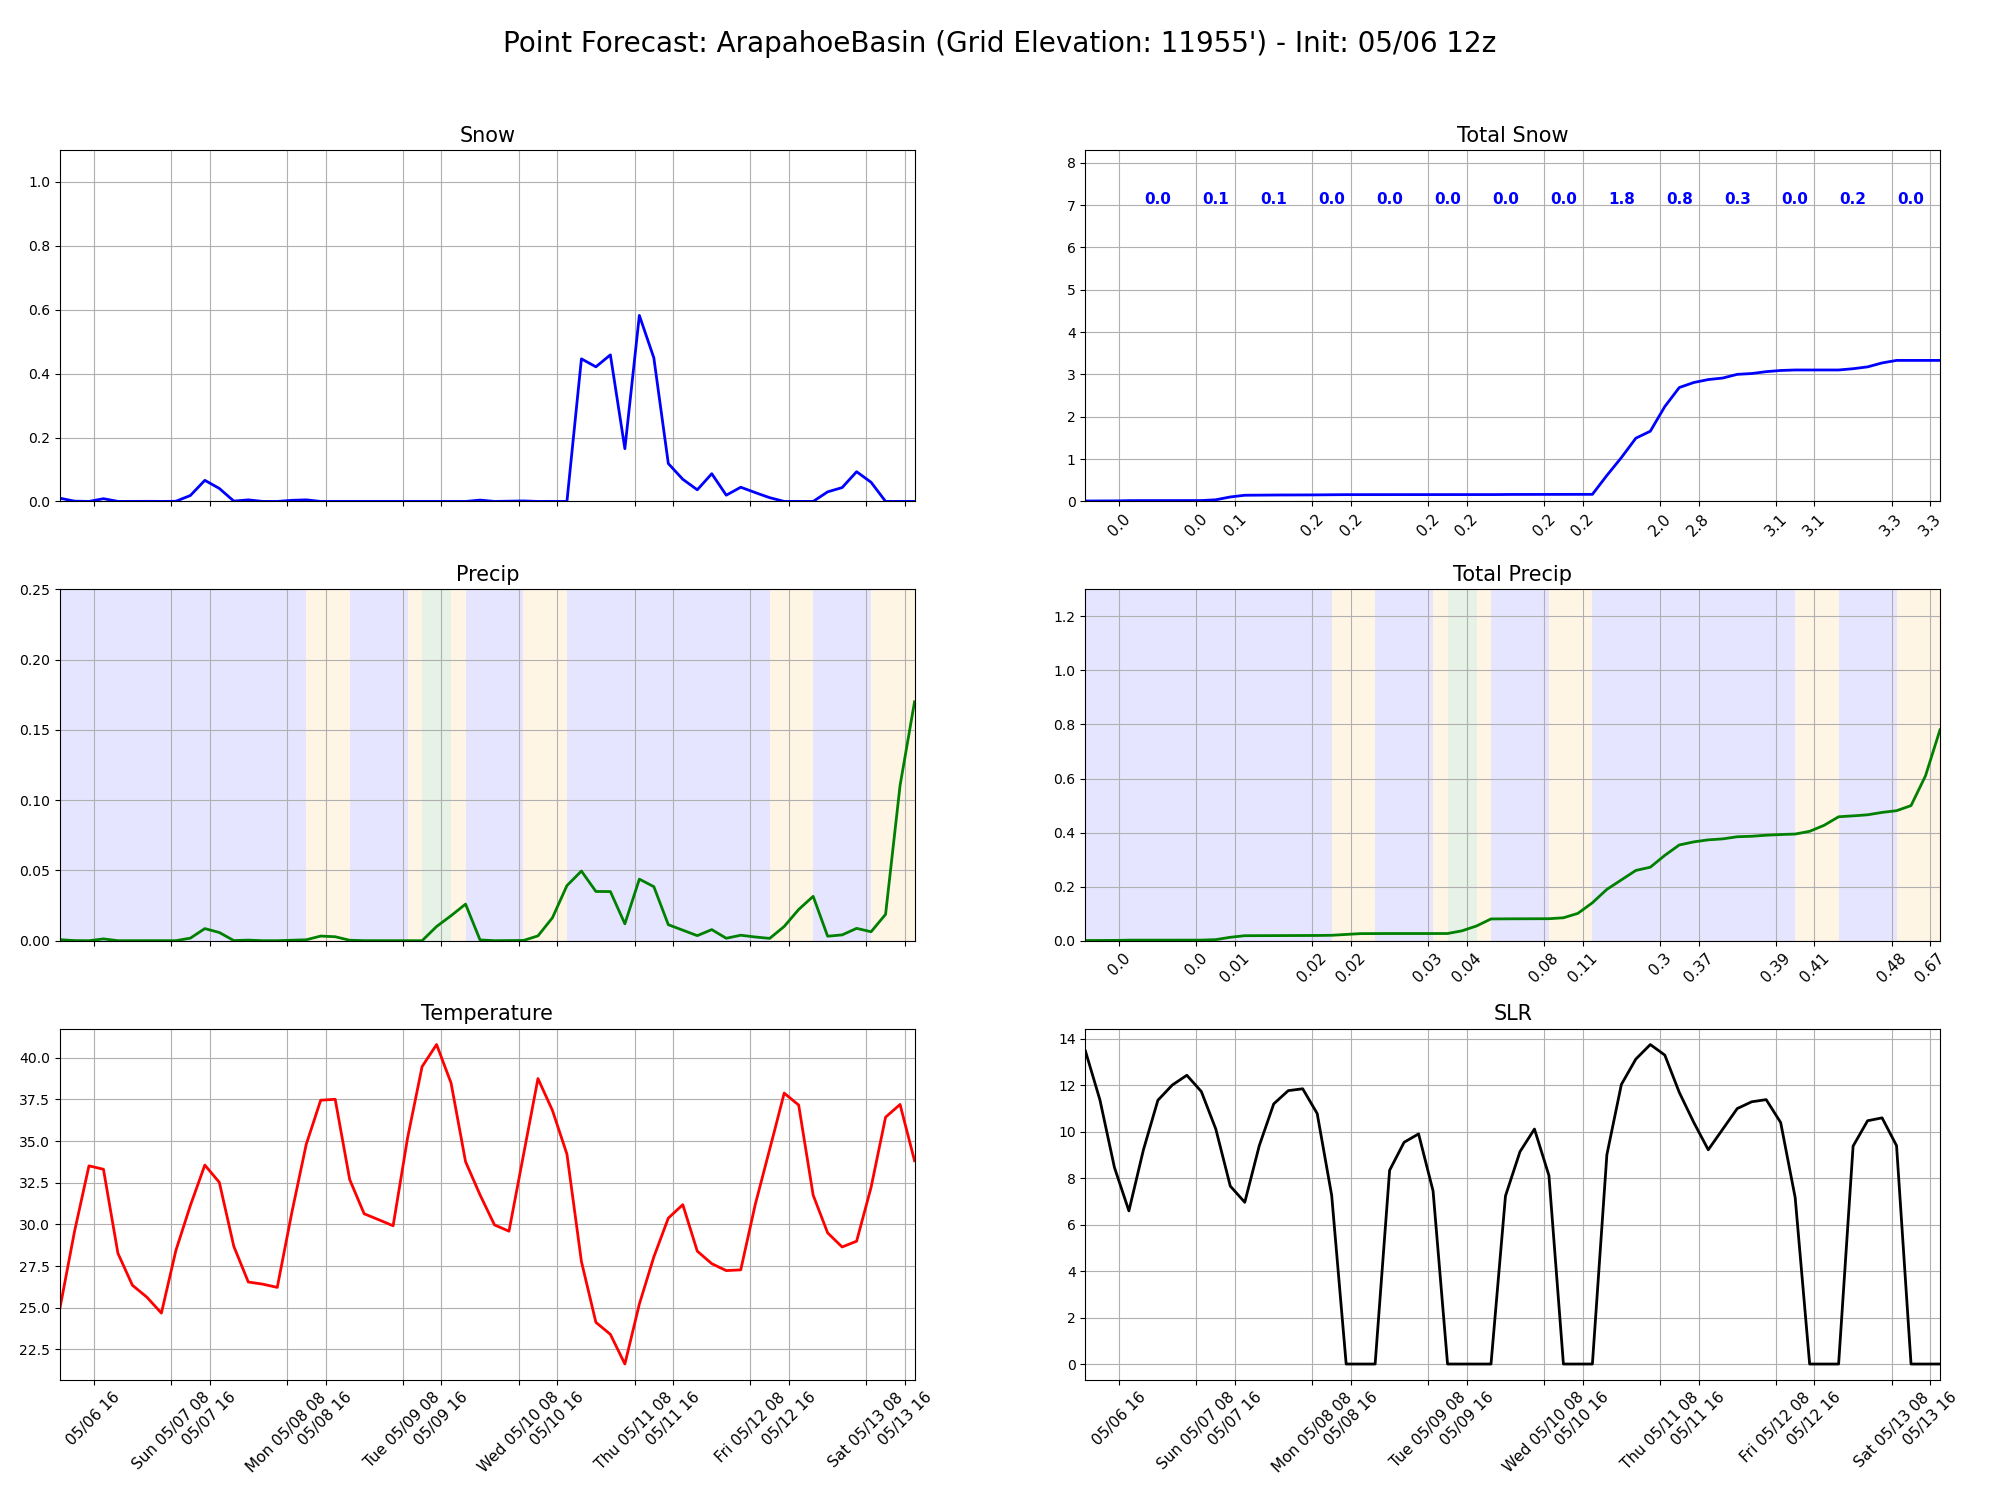 Point Forecast: ArapahoeBasin (Grid Elevation: 11955') - Init: 05/06 12z
Snow
1.0
0.8
0.6
0.4
0.2
0.0
Total Snow
8
7
6
5
4
3
2
1
0
0.0 0.1 0.1 0.0 0.0 0.0 0.0 0.0 1.8 0.8 0.3 0.0 0.2 0.0
0.0 0.0 0.1 0.2 0.2 0.2 0.2 0.2 0.2 2.0 2.8 3.1 3.1 3.3 3.3
Precip
0.25
0.20
0.15
0.10
0.05
0.00
Total Precip
1.2
1.0
0.8
0.6
0.4
0.2
0.0
0.0 0.0 0.01 0.02 0.02 0.03 0.04 0.08 0.11 0.3 0.37 0.39 0.41 0.48 0.67
Temperature
40.0
37.5
35.0
32.5
30.0
27.5
25.0
22.5
05/06 16
Sun 05/07 08
05/07 16
Mon 05/08 08
05/08 16
Tue 05/09 08
05/09 16
Wed 05/10 08
05/10 16
Thu 05/11 08
05/11 16
Fri 05/12 08
05/12 16
Sat 05/13 08
05/13 16
SLR
14
12
10
8
6
4
2
0
05/06 16
Sun 05/07 08
05/07 16
Mon 05/08 08
05/08 16
Tue 05/09 08
05/09 16
Wed 05/10 08
05/10 16
Thu 05/11 08
05/11 16
Fri 05/12 08
05/12 16
Sat 05/13 08
05/13 16